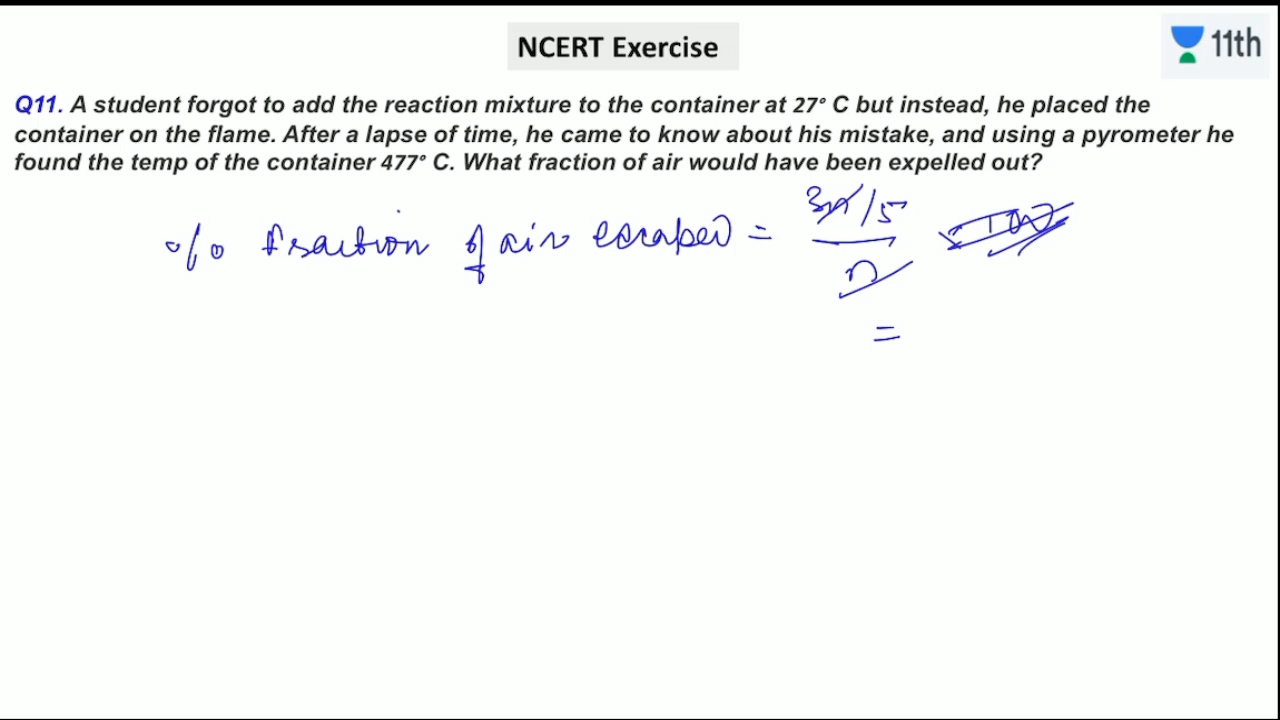 NCERT Exercise
11th
Q11. A student forgot to add the reaction mixture to the container at 27° C but instead, he placed the
container on the flame. After a lapse of time, he came to know about his mistake, and using a pyrometer he
found the temp of the container 477° C. What fraction of air would have been expelled out?
% fraction of air escaped = 3n/5
n
× 100
=